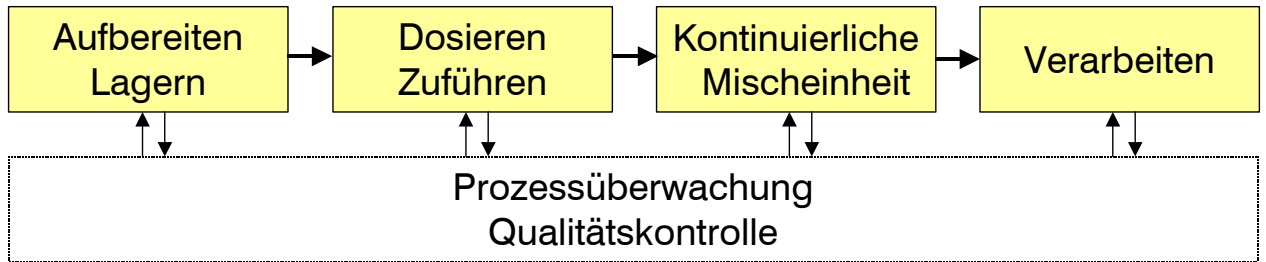 Aufbereiten
Lagern
Dosieren
Zuführen
Kontinuierliche
Mischeinheit
Verarbeiten
Prozessüberwachung
Qualitätskontrolle